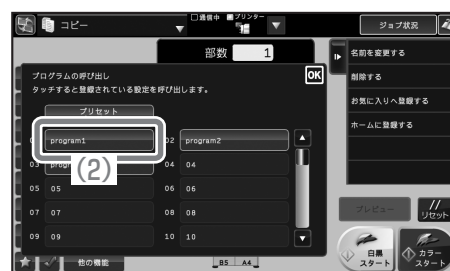 コピー
通信中 プリンター
ジョブ状況
部数 1
名前を変更する
削除する
お気に入りへ登録する
ホームに登録する
プログラムの呼び出し
タッチすると登録されている設定を呼び出します。
OK
プリセット
program1
02 program2
(2)
03
04 04
05 05
06 06
07 07
08 08
09 09
10 10
プレビュー
リセット
白黒
スタート
カラー
スタート
他の機能
B5 A4